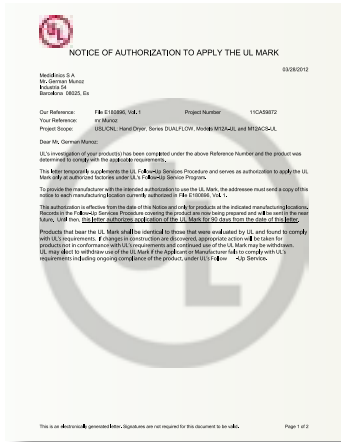 NOTICE OF AUTHORIZATION TO APPLY THE UL MARK
03/28/2012
Mediclinics S.A.
Mr. German Munoz
Industria 54
Barcelona 08025, Es
Our Reference: File E180896, Vol. 1 Project Number 11CA59872
Your Reference: mr Munoz
Project Scope: USL/CNL: Hand Dryer, Series DUALFLOW, Models M12A-UL and M12ACS-UL
Dear Mr. German Munoz:
UL's investigation of your product(s) has been completed under the above Reference Number and the product was
determined to comply with the applicable requirements.
This letter temporarily supplements the UL Follow-Up Services Procedure and serves as authorization to apply the UL
Mark only at authorized factories under UL's Follow-Up Services Program.
To provide the manufacturer with the intended authorization to use the UL Mark, the addressee must send a copy of this
notice to each manufacturing location currently authorized in File E180896, Vol. 1.
This authorization is effective from the date of this Notice and only for products at the indicated manufacturing locations.
Records in the Follow-Up Services Procedure covering the product are now being prepared and will be sent in the near
future. Until then, this letter authorizes application of the UL Mark for 90 days from the date of this letter.
Products that bear the UL Mark shall be identical to those that were evaluated by UL and found to comply
with UL's requirements. If changes in construction are discovered, appropriate action will be taken for
products not in conformance with UL's requirements and continued use of the UL Mark may be withdrawn.
UL may elect to withdraw use of the UL Mark if the Applicant or Manufacturer fails to comply with UL's
requirements including ongoing compliance of the product, under UL's Follow -Up Service.
This is an electronically generated letter. Signatures are not required for this document to be valid. Page 1 of 2